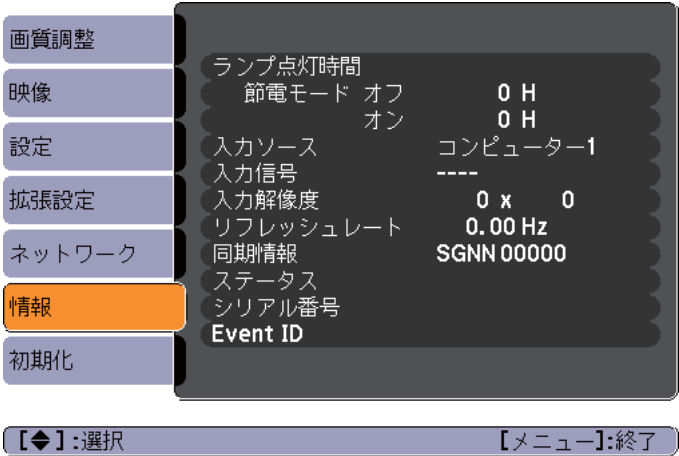 画質調整
映像
設定
拡張設定
ネットワーク
情報
初期化
ランプ点灯時間
節電モード オフ 0 H
オン 0 H
入力ソース コンピューター1
入力信号 ----
入力解像度 0 x 0
リフレッシュレート 0.00 Hz
同期情報 SGNN 00000
ステータス
シリアル番号
Event ID
【◆】:選択 【メニュー】:終了